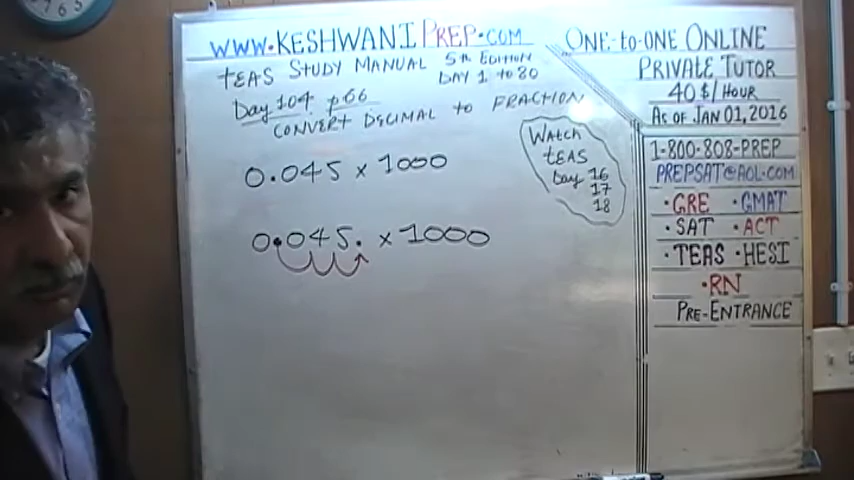 WWW.KESHWANIPREP.COM
TEAS STUDY MANUAL 5TH EDITION
DAY 1 TO 80
Day 104 p66
CONVERT DECIMAL TO FRACTION
0.045 x 1000
0.045. x 1000
WATCH
TEAS
Day 16
17
18
ONE-to-ONE ONLINE
PRIVATE TUTOR
40 $/HOUR
AS OF JAN 01, 2016
1-800-808-PREP
PREPSAT@AOL.COM
•GRE •GMAT
•SAT •ACT
•TEAS •HESI
•RN
PRE-ENTRANCE
7 6 5